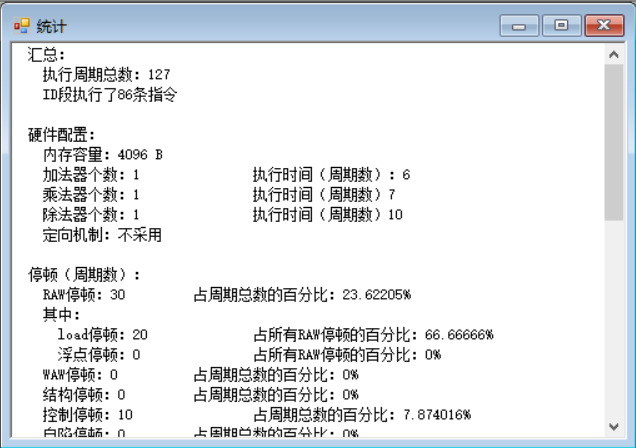 统计
汇总：
执行周期总数：127
ID段执行了86条指令
硬件配置：
内存容量：4096 B
加法器个数：1 执行时间（周期数）：6
乘法器个数：1 执行时间（周期数）7
除法器个数：1 执行时间（周期数）10
定向机制：不采用
停顿（周期数）：
RAW停顿：30 占周期总数的百分比：23.62205%
其中：
load停顿：20 占所有RAW停顿的百分比：66.66666%
浮点停顿：0 占所有RAW停顿的百分比：0%
WAW停顿：0 占周期总数的百分比：0%
结构停顿：0 占周期总数的百分比：0%
控制停顿：10 占周期总数的百分比：7.874016%
自陷停顿：0 占周期总数的百分比：0%